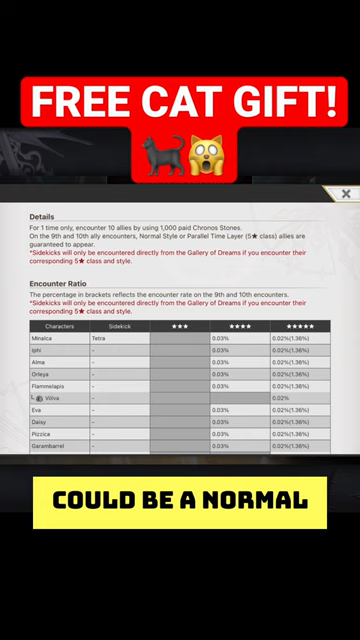 FREE CAT GIFT!
Details
For 1 time only, encounter 10 allies by using 1,000 paid Chronos Stones.
On the 9th and 10th ally encounters, Normal Style or Parallel Time Layer (5★ class) allies are
guaranteed to appear.
*Sidekicks will only be encountered directly from the Gallery of Dreams if you encounter their
corresponding 5★ class and style.
Encounter Ratio
The percentage in brackets reflects the encounter rate on the 9th and 10th encounters.
*Sidekicks will only be encountered directly from the Gallery of Dreams if you encounter their
corresponding 5★ class and style.
Characters Sidekick ★★★ ★★★★ ★★★★★
Minalca Tetra 0.03% 0.02%(1.36%)
Iphi - 0.03% 0.02%(1.36%)
Alma - 0.03% 0.02%(1.36%)
Orleya - 0.03% 0.02%(1.36%)
Flammelapis - 0.03% 0.02%(1.36%)
Völva - 0.02%
Eva - 0.03% 0.02%(1.36%)
Daisy - 0.03% 0.02%(1.36%)
Pizzica - 0.03% 0.02%(1.36%)
Garambarrel - 0.03% 0.02%(1.36%)
COULD BE A NORMAL